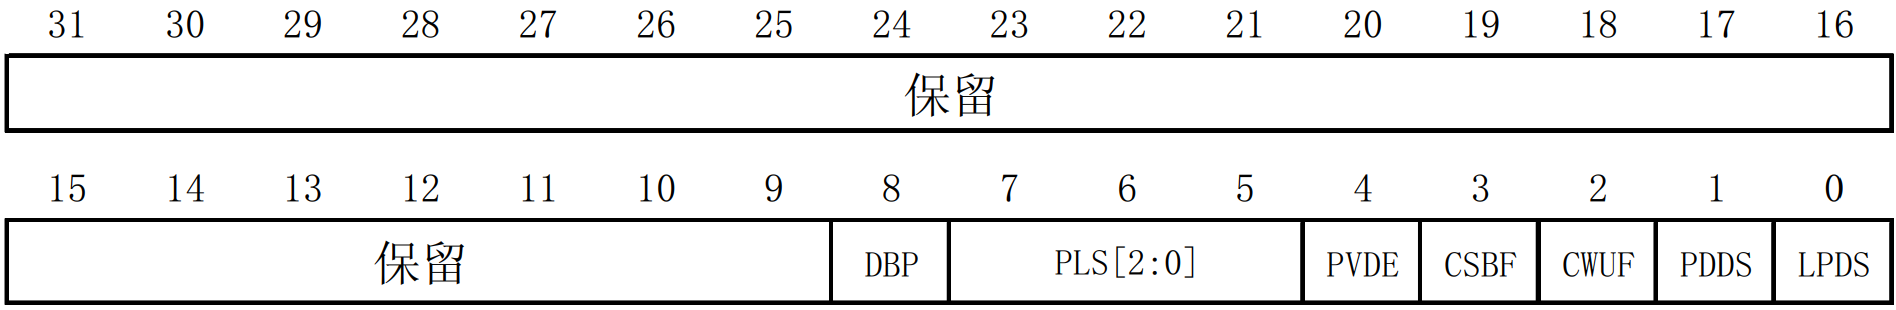 31 30 29 28 27 26 25 24 23 22 21 20 19 18 17 16
保留
15 14 13 12 11 10 9 8 7 6 5 4 3 2 1 0
保留 DBP PLS[2:0] PVDE CSBF CWUF PDDS LPDS